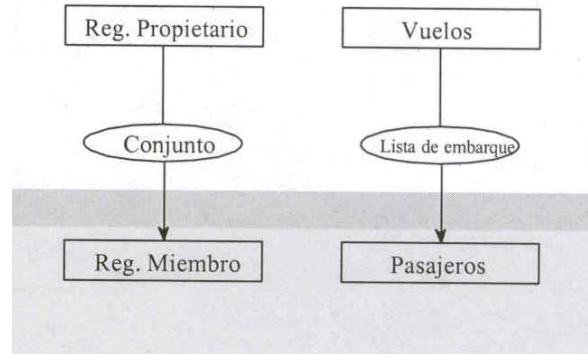 Reg. Propietario
Vuelos
Conjunto
Lista de embarque
Reg. Miembro
Pasajeros